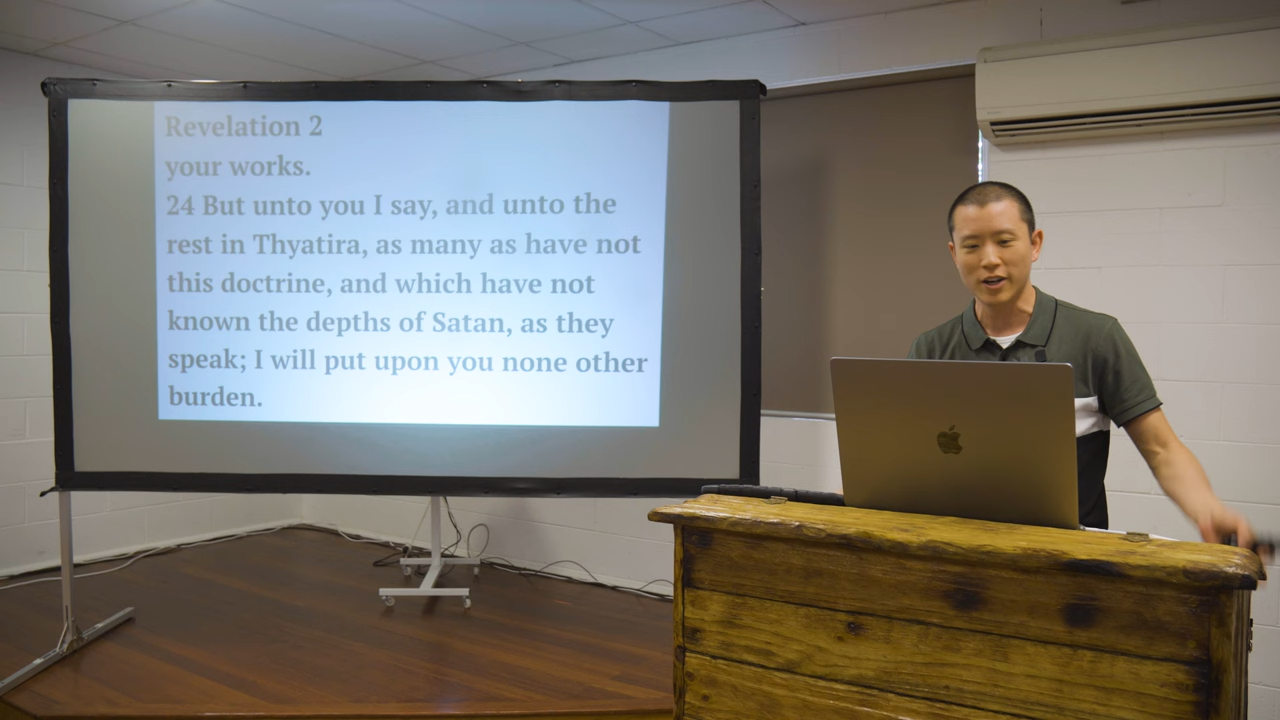 Revelation 2
your works.
24 But unto you I say, and unto the
rest in Thyatira, as many as have not
this doctrine, and which have not
known the depths of Satan, as they
speak; I will put upon you none other
burden.